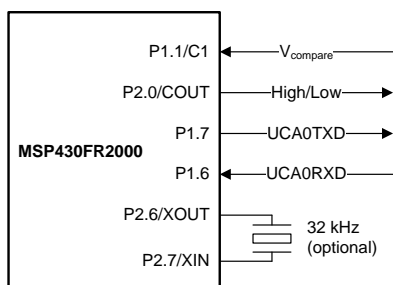 P1.1/C1
V compare
P2.0/COUT
High/Low
P1.7
UCA0TXD
MSP430FR2000
P1.6
UCA0RXD
P2.6/XOUT
32 kHz
(optional)
P2.7/XIN